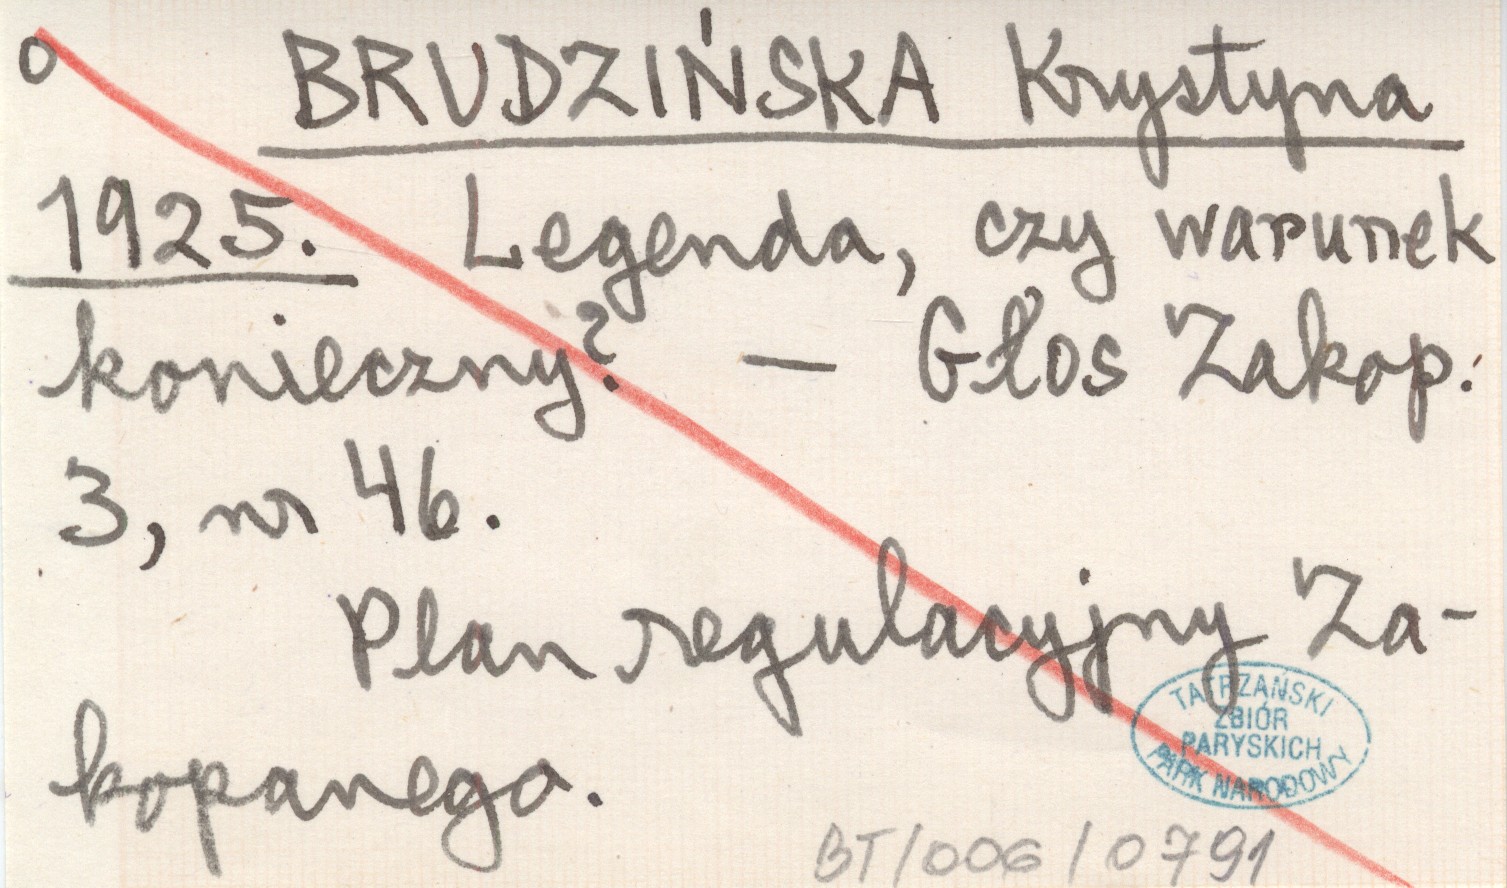 o BRUDZIŃSKA Krystyna
1925. Legenda, czy warunek
konieczny? — Głos Zakop.
3, nr 46.
Plan regulacyjny Za-
kopanego.
TATRZAŃSKI
ZBIÓR
PARYSKICH
PARK NARODOWY
BT/006/0791